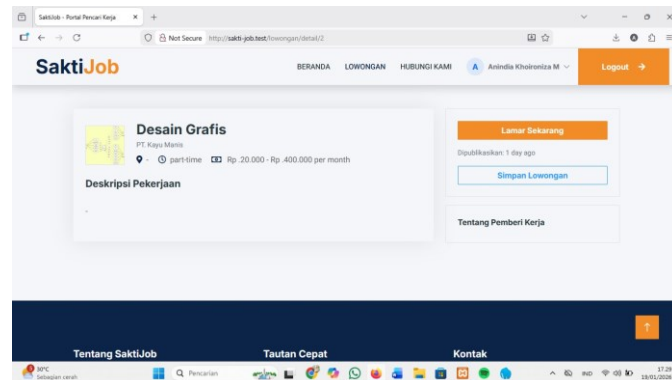 SaktiJob - Portal Pencari Kerja
Not Secure http://sakti-job.test/lowongan/detail/2
SaktiJob
BERANDA LOWONGAN HUBUNGI KAMI A Anindia Khoironiza M Logout →
Desain Grafis
PT. Kayu Manis
- part-time Rp .20.000 - Rp .400.000 per month
Deskripsi Pekerjaan
-
Lamar Sekarang
Dipublikasikan: 1 day ago
Simpan Lowongan
Tentang Pemberi Kerja
Tentang SaktiJob Tautan Cepat Kontak
30°C
Sebagian cerah
Pencarian
IND
19/01/2026